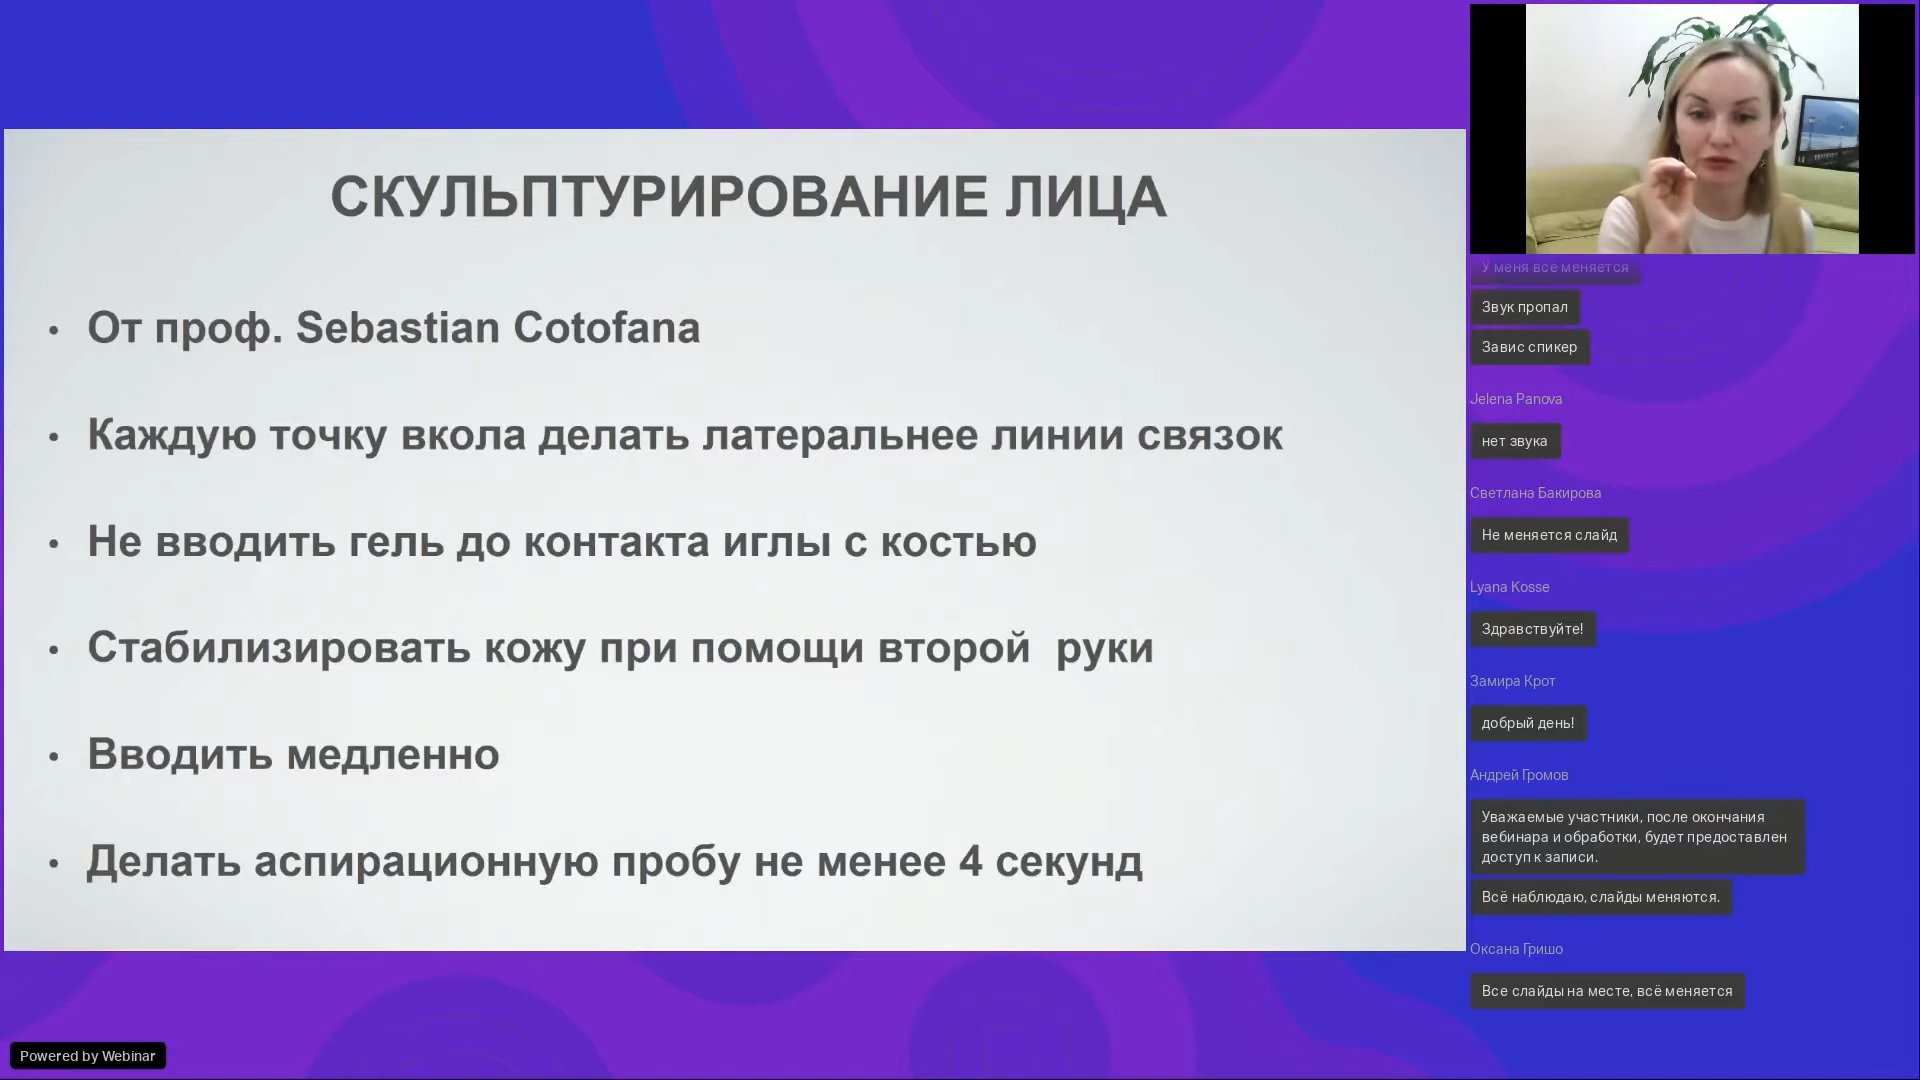 СКУЛЬПТУРИРОВАНИЕ ЛИЦА
• От проф. Sebastian Cotofana
• Каждую точку вкола делать латеральнее линии связок
• Не вводить гель до контакта иглы с костью
• Стабилизировать кожу при помощи второй руки
• Вводить медленно
• Делать аспирационную пробу не менее 4 секунд
У меня все меняется
Звук пропал
Завис спикер
Jelena Panova
нет звука
Светлана Бакирова
Не меняется слайд
Lyana Kosse
Здравствуйте!
Замира Крот
добрый день!
Андрей Громов
Уважаемые участники, после окончания
вебинара и обработки, будет предоставлен
доступ к записи.
Всё наблюдаю, слайды меняются.
Оксана Гришо
Все слайды на месте, всё меняется
Powered by Webinar